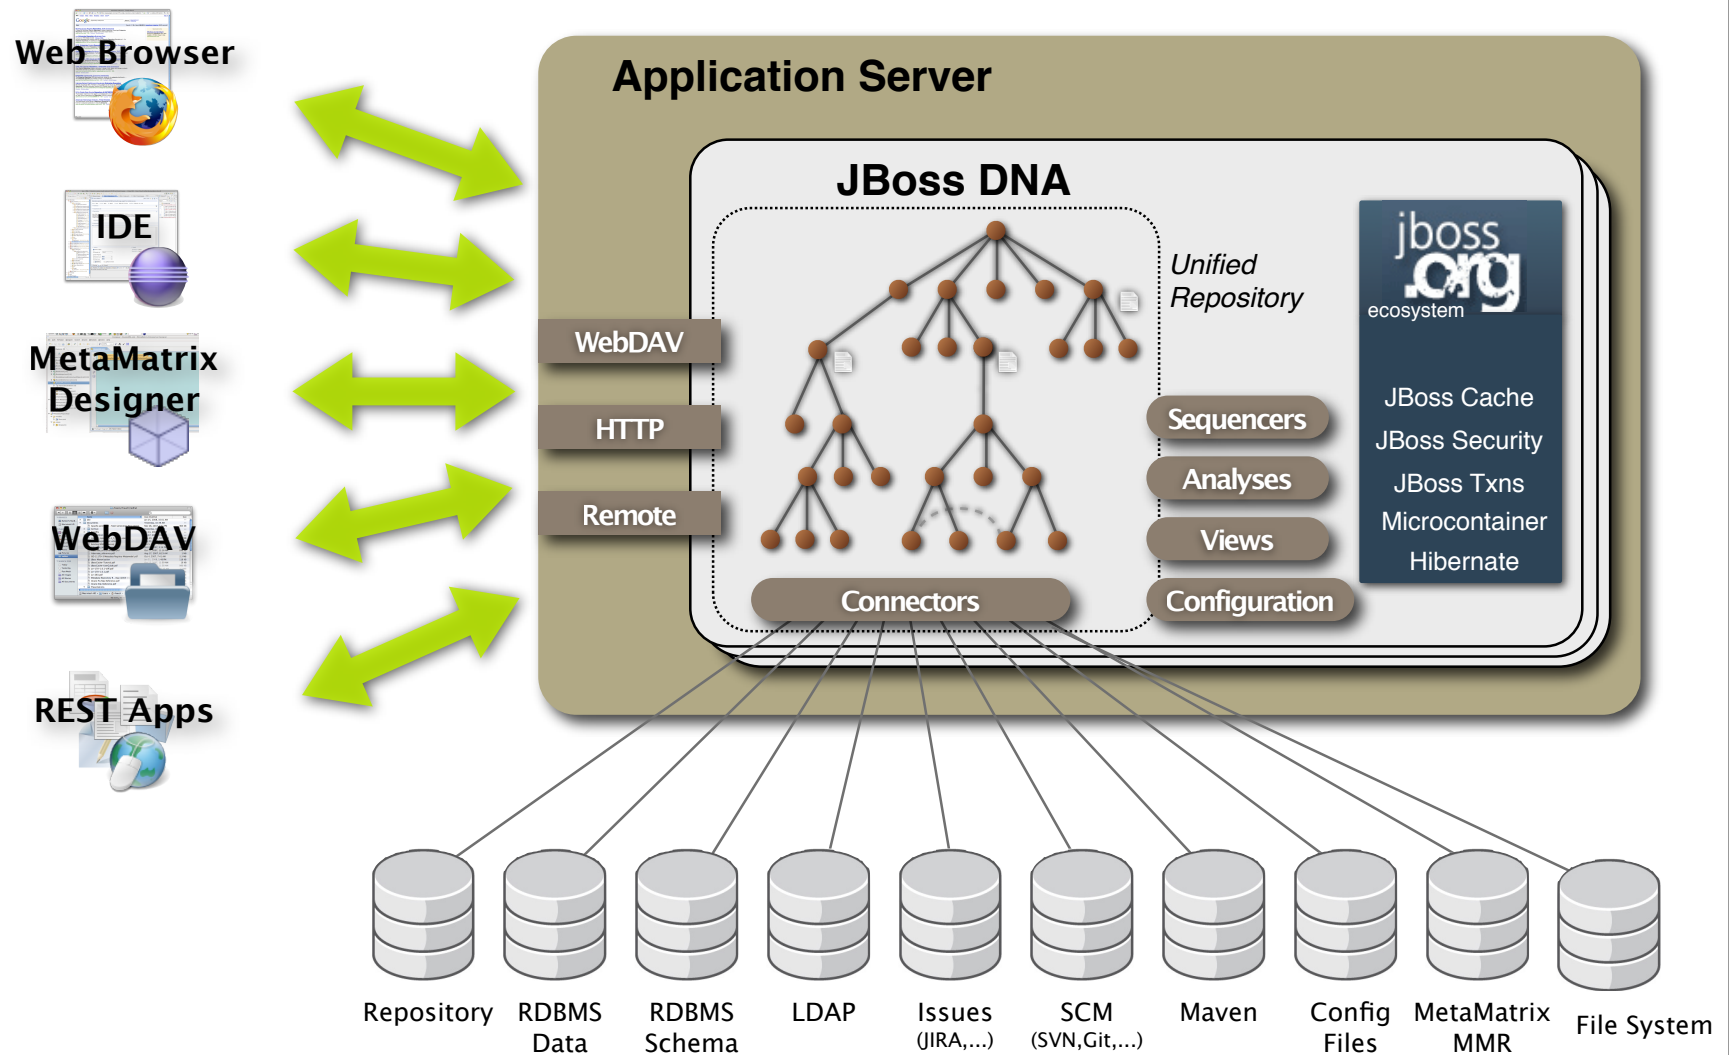 Web Browser
IDE
MetaMatrix
Designer
WebDAV
REST Apps
Application Server
JBoss DNA
Unified
Repository
WebDAV
HTTP
Remote
Sequencers
Analyses
Views
Configuration
Connectors
jboss
.org
ecosystem
JBoss Cache
JBoss Security
JBoss Txns
Microcontainer
Hibernate
Repository
RDBMS
Data
RDBMS
Schema
LDAP
Issues
(JIRA,...)
SCM
(SVN,Git,...)
Maven
Config
Files
MetaMatrix
MMR
File System